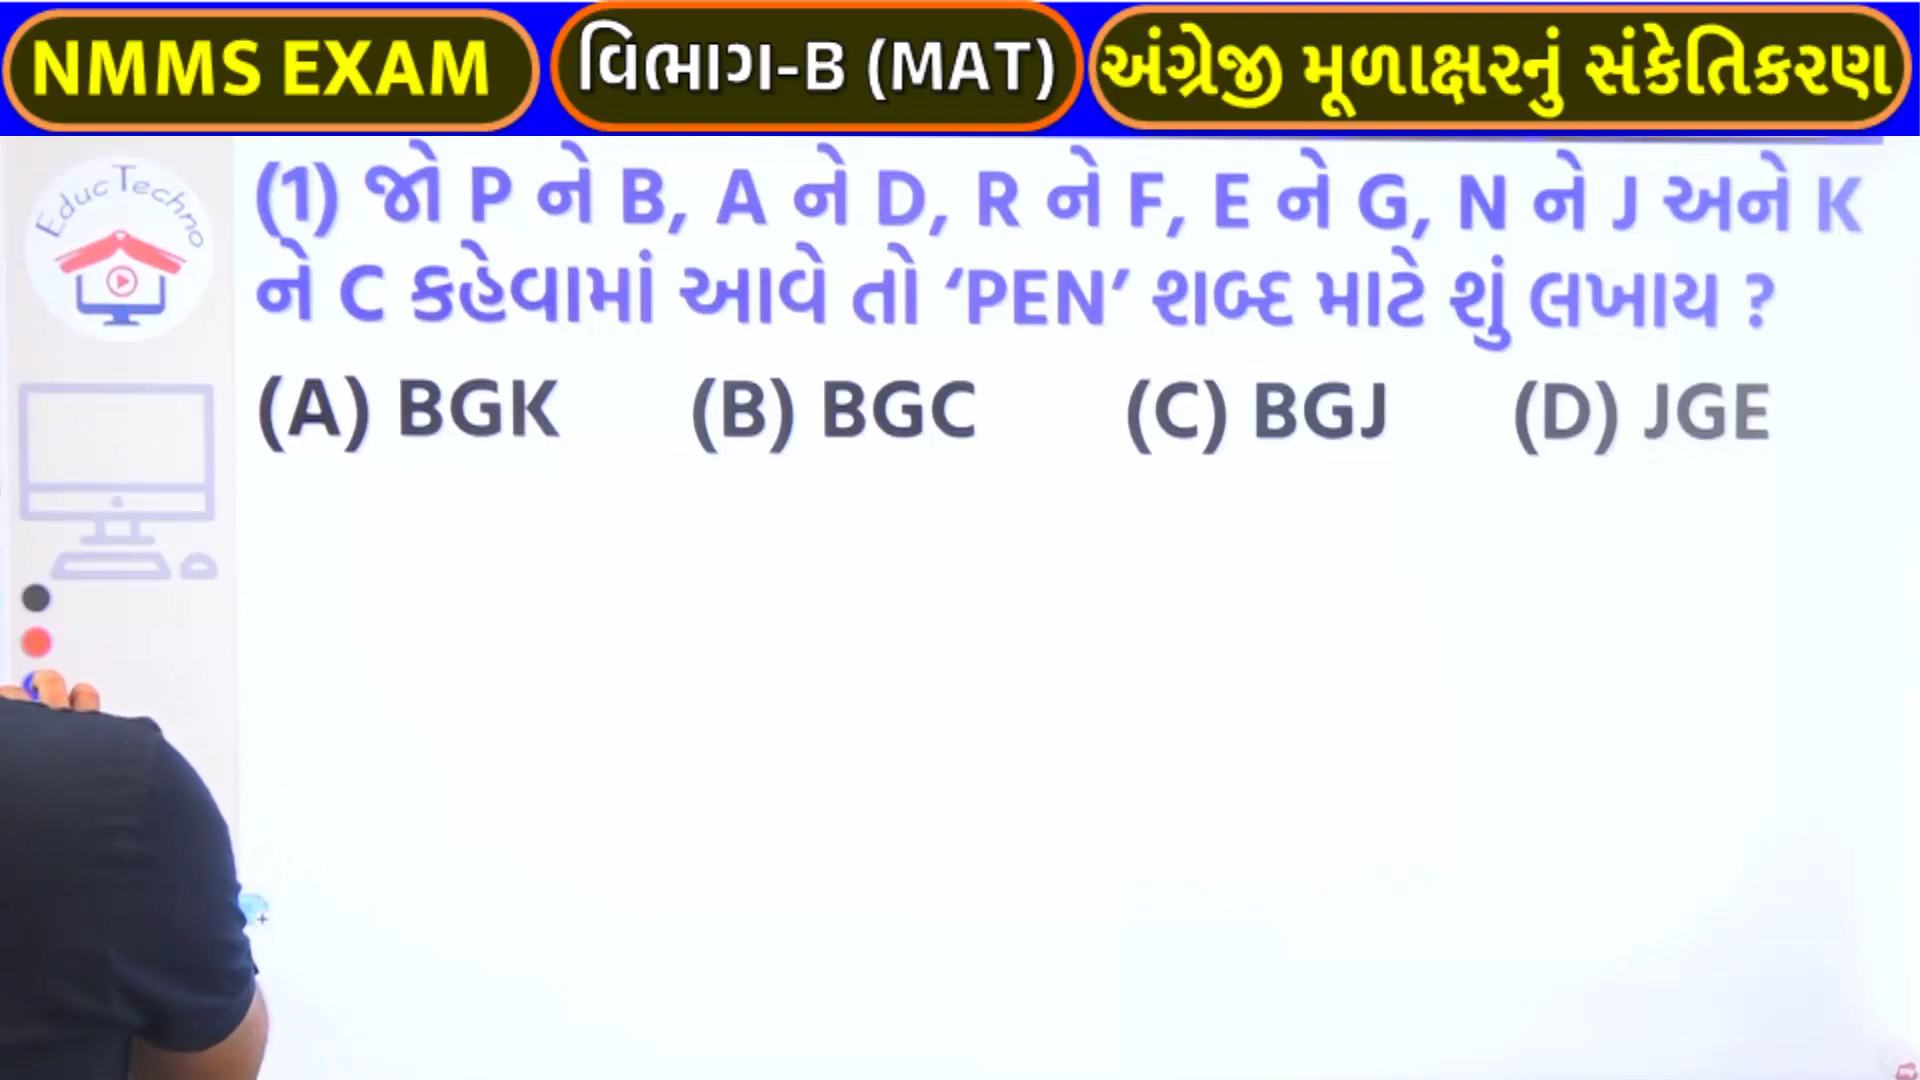 NMMS EXAM
વિભાગ-B (MAT)
અંગ્રેજી મૂળાક્ષરનું સંકેતિકરણ
EducTechno
(1) જો P ને B, A ને D, R ને F, E ને G, N ને J અને K
ને C કહેવામાં આવે તો ‘PEN’ શબ્દ માટે શું લખાય ?
(A) BGK (B) BGC (C) BGJ (D) JGE